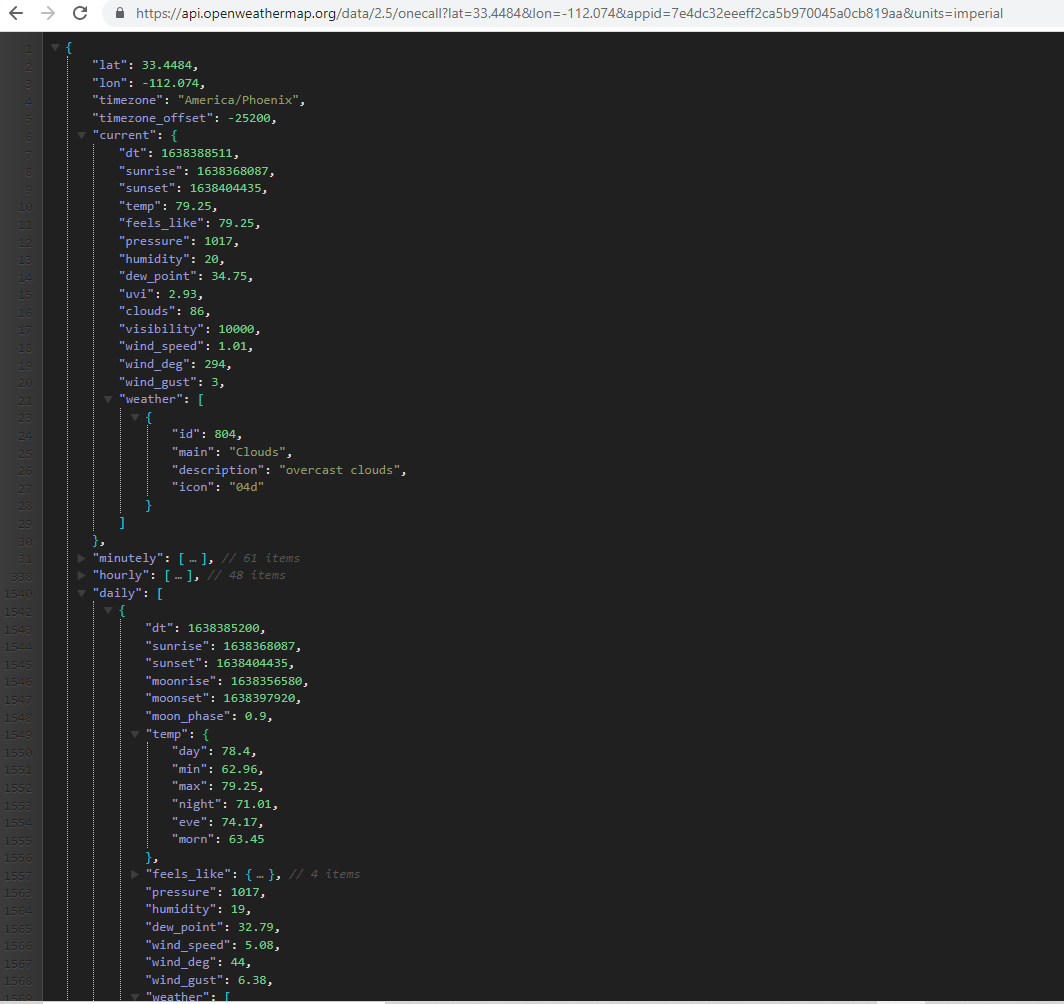 https://api.openweathermap.org/data/2.5/onecall?lat=33.4484&lon=-112.074&appid=7e4dc32eeeff2ca5b970045a0cb819aa&units=imperial
1 {
2 "lat": 33.4484,
3 "lon": -112.074,
4 "timezone": "America/Phoenix",
5 "timezone_offset": -25200,
6 "current": {
7 "dt": 1638388511,
8 "sunrise": 1638368087,
9 "sunset": 1638404435,
10 "temp": 79.25,
11 "feels_like": 79.25,
12 "pressure": 1017,
13 "humidity": 20,
14 "dew_point": 34.75,
15 "uvi": 2.93,
16 "clouds": 86,
17 "visibility": 10000,
18 "wind_speed": 1.01,
19 "wind_deg": 294,
20 "wind_gust": 3,
21 "weather": [
23 {
24 "id": 804,
25 "main": "Clouds",
26 "description": "overcast clouds",
27 "icon": "04d"
28 }
29 ]
30 },
31 "minutely": [ … ], // 61 items
338 "hourly": [ … ], // 48 items
1540 "daily": [
1542 {
1543 "dt": 1638385200,
1544 "sunrise": 1638368087,
1545 "sunset": 1638404435,
1546 "moonrise": 1638356580,
1547 "moonset": 1638397920,
1548 "moon_phase": 0.9,
1549 "temp": {
1550 "day": 78.4,
1551 "min": 62.96,
1552 "max": 79.25,
1553 "night": 71.01,
1554 "eve": 74.17,
1555 "morn": 63.45
1556 },
1557 "feels_like": { … }, // 4 items
1563 "pressure": 1017,
1564 "humidity": 19,
1565 "dew_point": 32.79,
1566 "wind_speed": 5.08,
1567 "wind_deg": 44,
1568 "wind_gust": 6.38,
1569 "weather": [